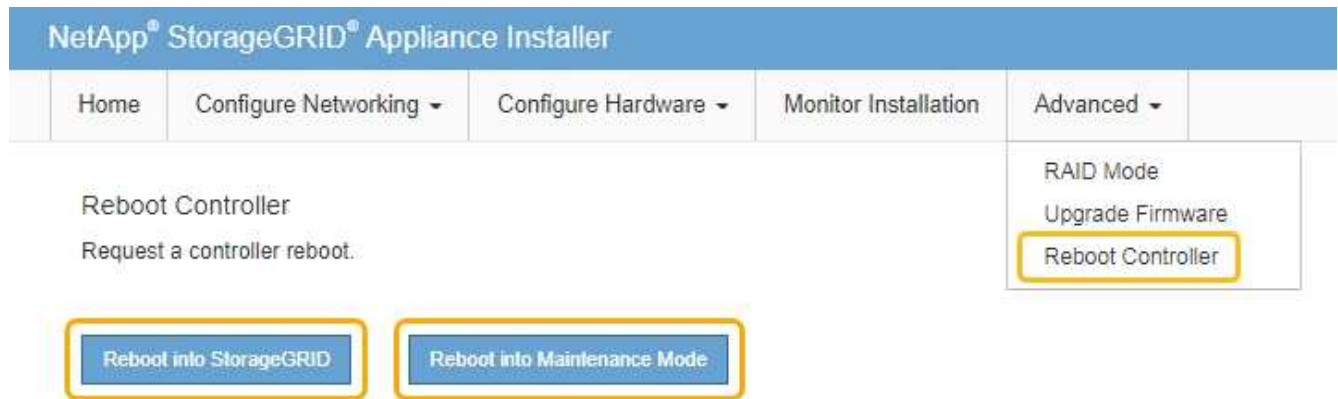 NetApp® StorageGRID® Appliance Installer
Home Configure Networking Configure Hardware Monitor Installation Advanced
RAID Mode
Upgrade Firmware
Reboot Controller
Reboot Controller
Request a controller reboot.
Reboot into StorageGRID Reboot into Maintenance Mode